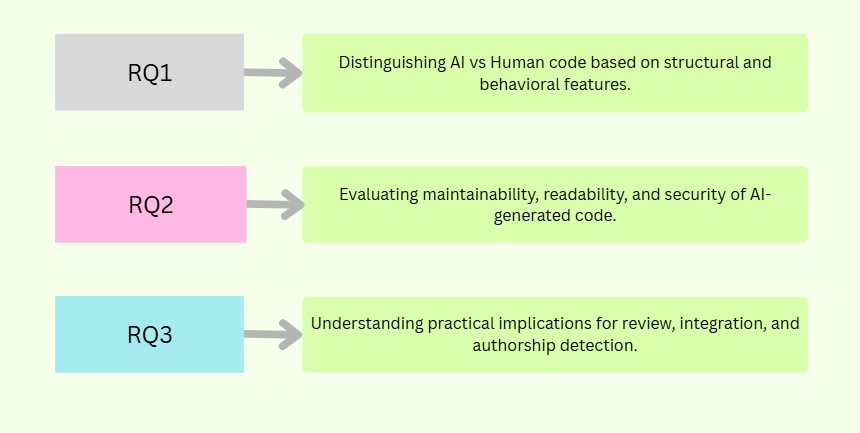 RQ1
Distinguishing AI vs Human code based on structural and
behavioral features.
RQ2
Evaluating maintainability, readability, and security of AI-
generated code.
RQ3
Understanding practical implications for review, integration, and
authorship detection.